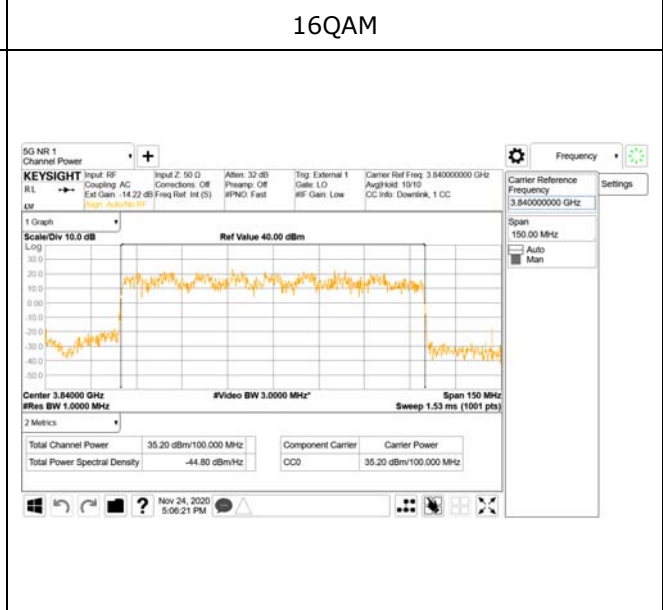 16QAM
5G NR 1
Channel Power
Frequency
KEYSIGHT
RL
Input: RF
Coupling: AC
Ext Gain: -14.22 dB
Align: Auto/No RF
Input Z: 50 Ω
Corrections: Off
Freq Ref: Int (S)
Atten: 32 dB
Preamp: Off
#PNO: Fast
Trig: External 1
Gate: LO
#IF Gain: Low
Carrier Ref Freq: 3.840000000 GHz
Avg|Hold: 10/10
CC Info: Downlink, 1 CC
Carrier Reference
Frequency
3.840000000 GHz
Settings
Span
150.00 MHz
Auto
Man
1 Graph
Scale/Div 10.0 dB
Ref Value 40.00 dBm
Log
30.0
20.0
10.0
0.00
-10.0
-20.0
-30.0
-40.0
-50.0
Center 3.84000 GHz
#Video BW 3.0000 MHz*
Span 150 MHz
#Res BW 1.0000 MHz
Sweep 1.53 ms (1001 pts)
2 Metrics
Total Channel Power 35.20 dBm/100.000 MHz
Total Power Spectral Density -44.80 dBm/Hz
Component Carrier Carrier Power
CC0 35.20 dBm/100.000 MHz
?
Nov 24, 2020
5:06:21 PM